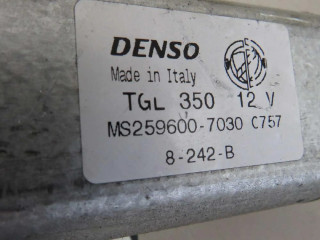 DENSO
Made in Italy
TGL 350 12 V
MS259600-7030 C757
8-242-B